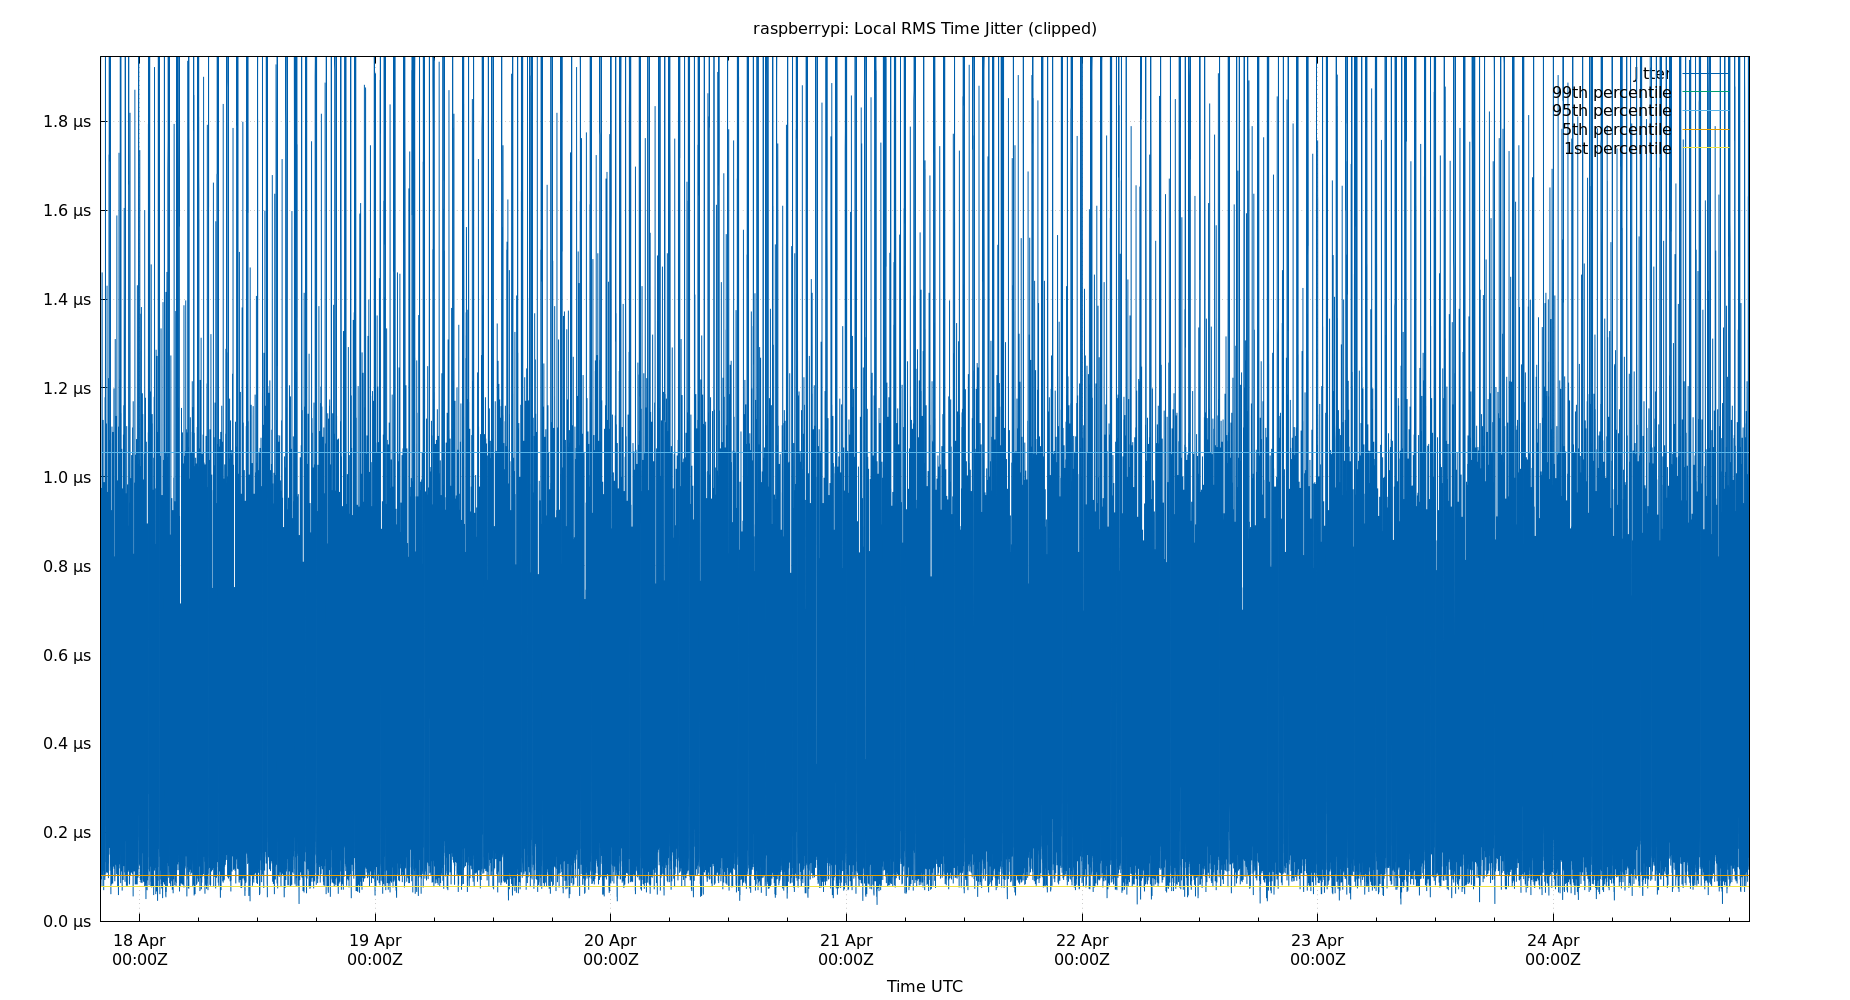 raspberrypi: Local RMS Time Jitter (clipped)
Jitter
99th percentile
95th percentile
5th percentile
1st percentile
1.8 μs
1.6 μs
1.4 μs
1.2 μs
1.0 μs
0.8 μs
0.6 μs
0.4 μs
0.2 μs
0.0 μs
18 Apr 19 Apr 20 Apr 21 Apr 22 Apr 23 Apr 24 Apr
00:00Z 00:00Z 00:00Z 00:00Z 00:00Z 00:00Z 00:00Z
Time UTC